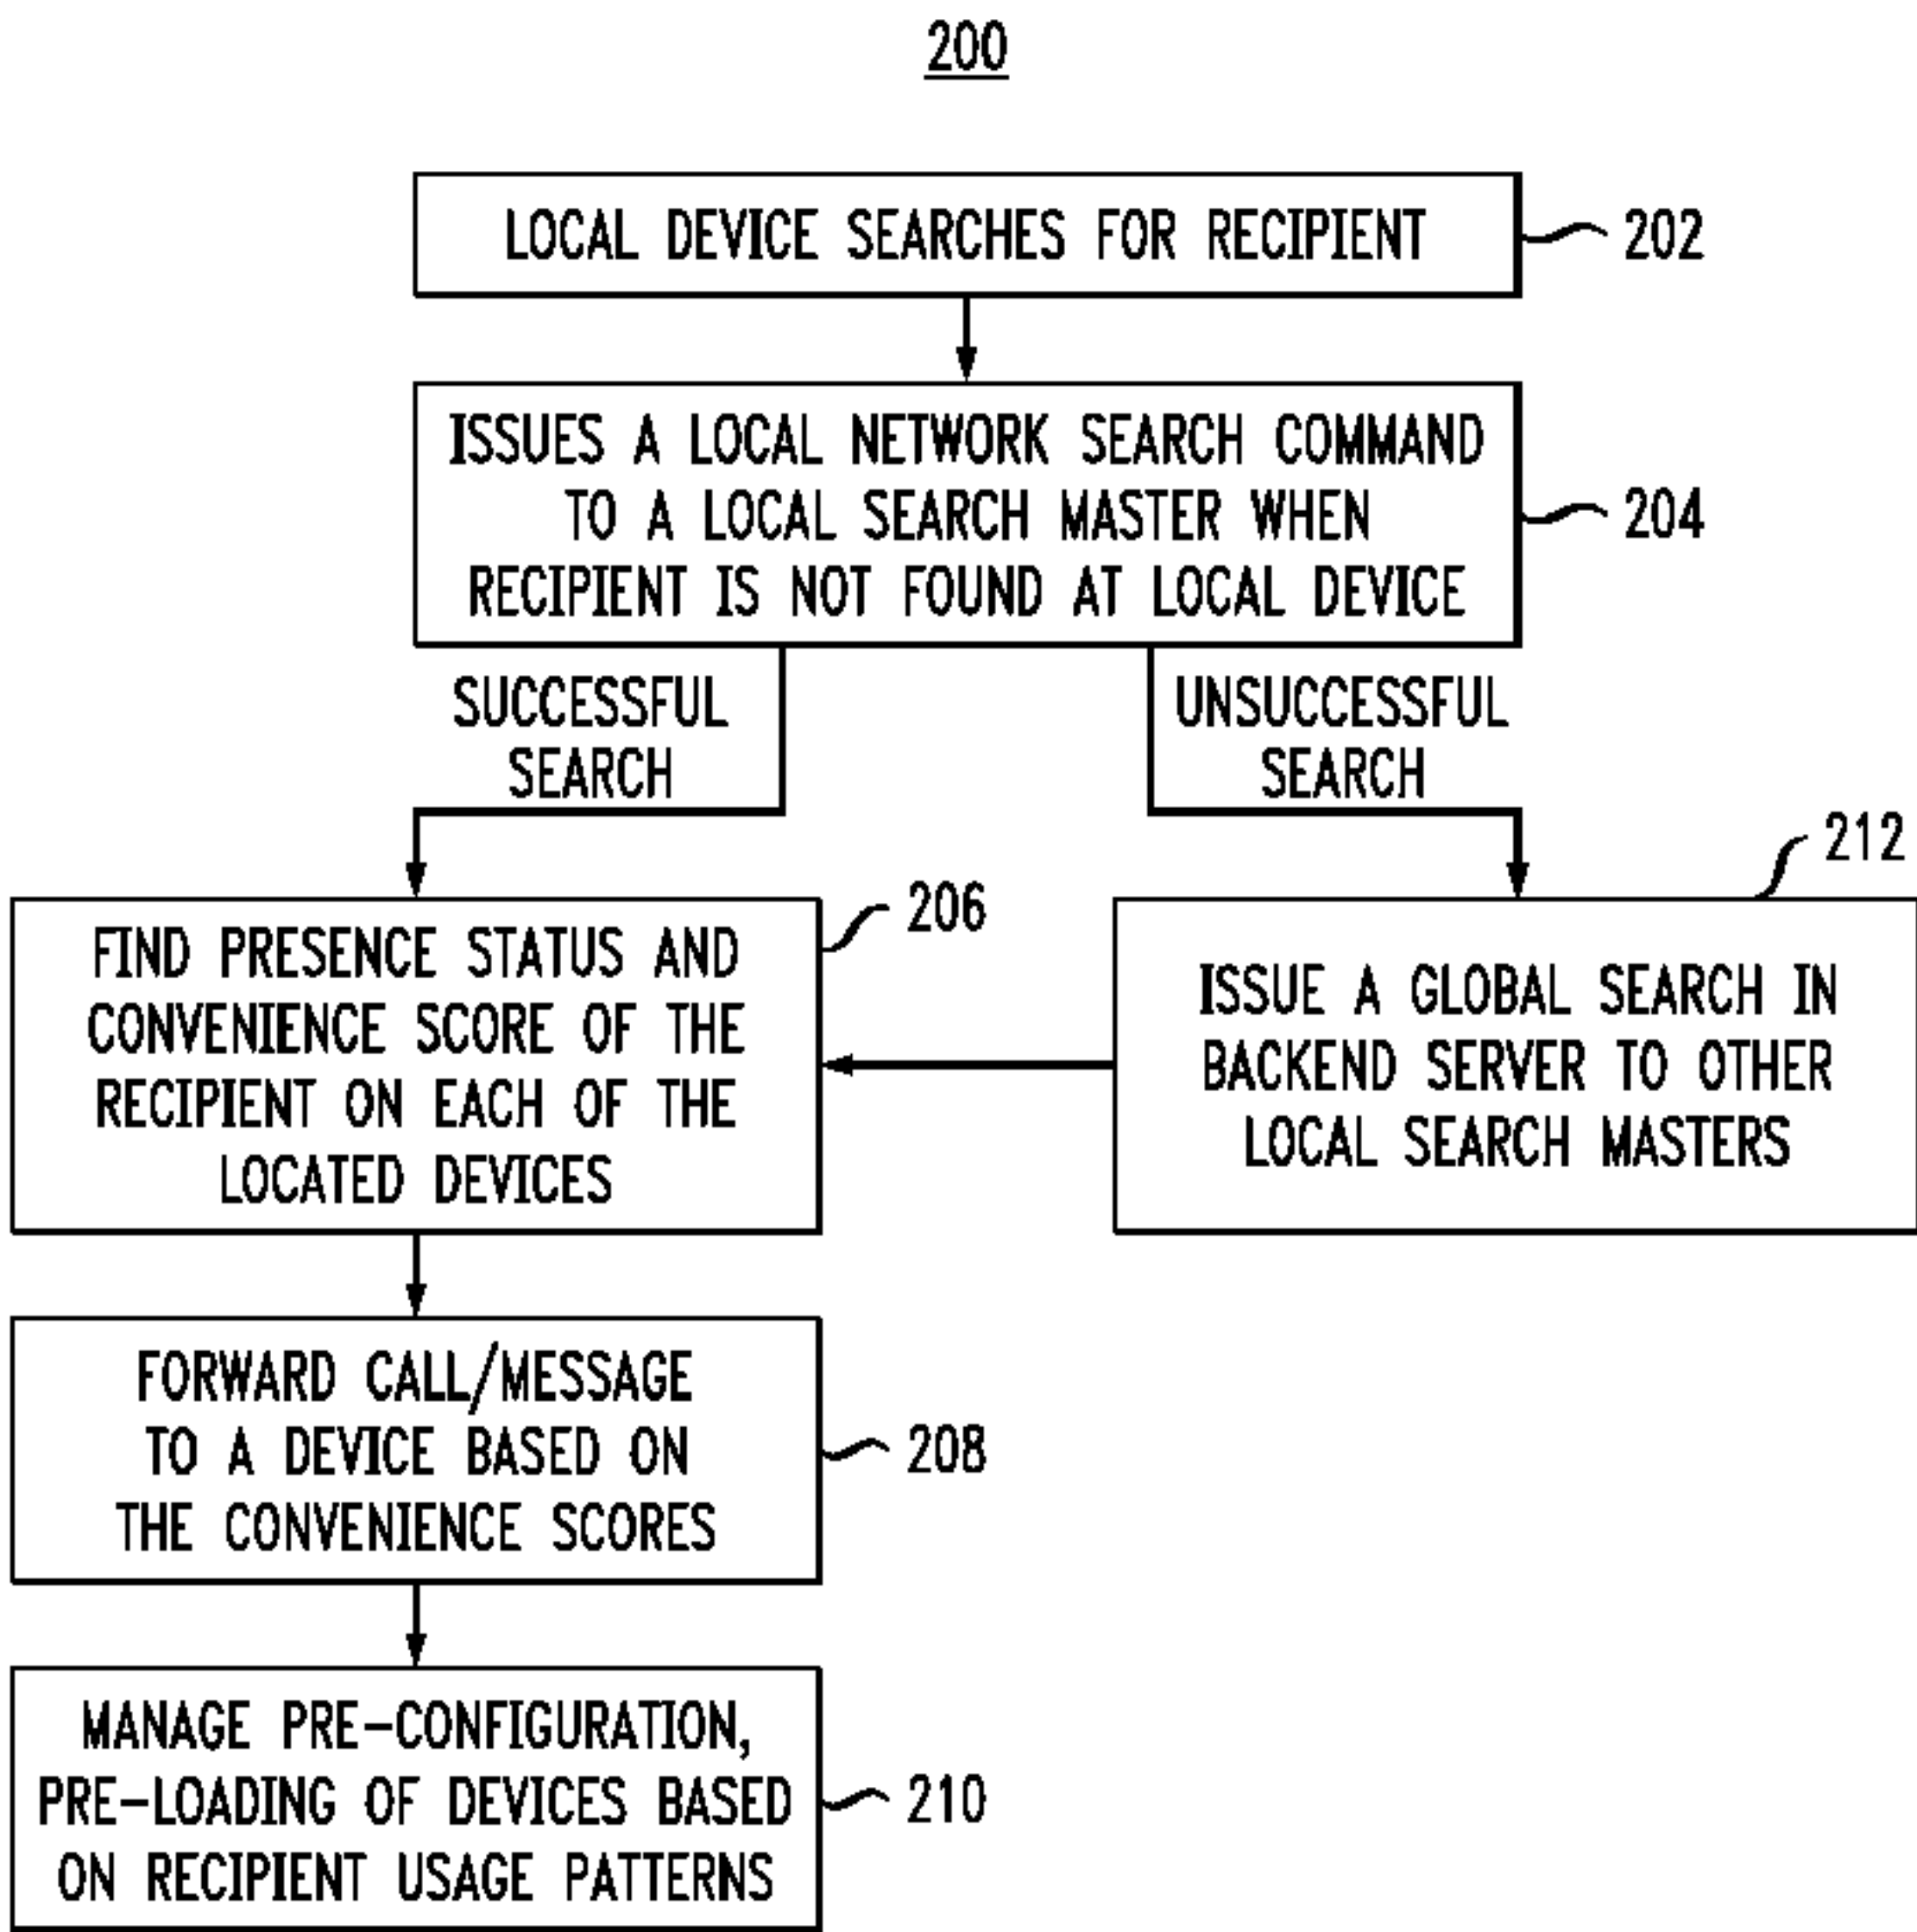 200
LOCAL DEVICE SEARCHES FOR RECIPIENT
202
ISSUES A LOCAL NETWORK SEARCH COMMAND
TO A LOCAL SEARCH MASTER WHEN
RECIPIENT IS NOT FOUND AT LOCAL DEVICE
204
SUCCESSFUL
SEARCH
UNSUCCESSFUL
SEARCH
FIND PRESENCE STATUS AND
CONVENIENCE SCORE OF THE
RECIPIENT ON EACH OF THE
LOCATED DEVICES
206
ISSUE A GLOBAL SEARCH IN
BACKEND SERVER TO OTHER
LOCAL SEARCH MASTERS
212
FORWARD CALL/MESSAGE
TO A DEVICE BASED ON
THE CONVENIENCE SCORES
208
MANAGE PRE-CONFIGURATION,
PRE-LOADING OF DEVICES BASED
ON RECIPIENT USAGE PATTERNS
210